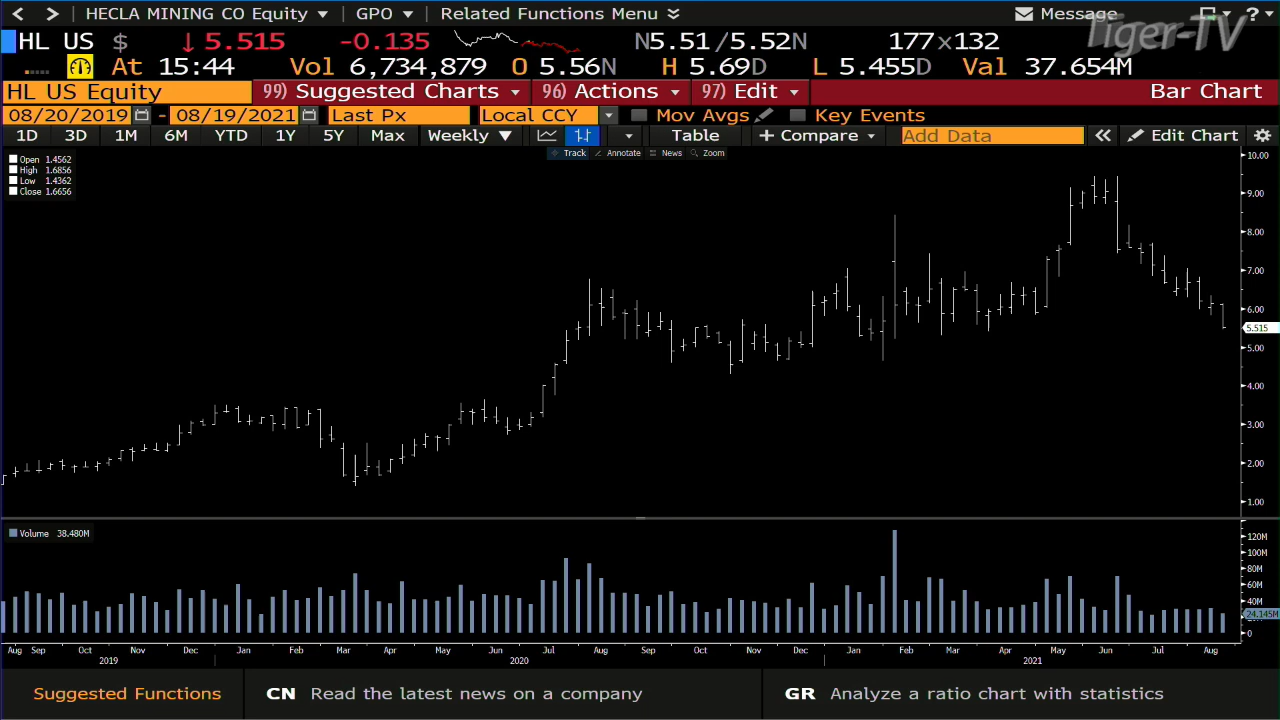 < > HECLA MINING CO Equity ▼ GPO ▼ Related Functions Menu Message ? ▼
Tiger-TV
HL US $ ↓ 5.515 -0.135 N5.51 /5.52N 177×132
At 15:44 Vol 6,734,879 O 5.56N H 5.69D L 5.455D Val 37.654M
HL US Equity 99) Suggested Charts 96) Actions 97) Edit Bar Chart
08/20/2019 - 08/19/2021 Last Px Local CCY Mov Avgs Key Events
1D 3D 1M 6M YTD 1Y 5Y Max Weekly ▼ Table + Compare Add Data « Edit Chart
Track Annotate News Zoom
Open 1.4562
High 1.6856
Low 1.4362
Close 1.6656
10.00
9.00
8.00
7.00
6.00
5.515
5.00
4.00
3.00
2.00
1.00
Volume 38.480M
120M
100M
80M
60M
40M
24.145M
0
Aug Sep Oct Nov Dec Jan Feb Mar Apr May Jun Jul Aug Sep Oct Nov Dec Jan Feb Mar Apr May Jun Jul Aug
2019 2020 2021
Suggested Functions CN Read the latest news on a company GR Analyze a ratio chart with statistics